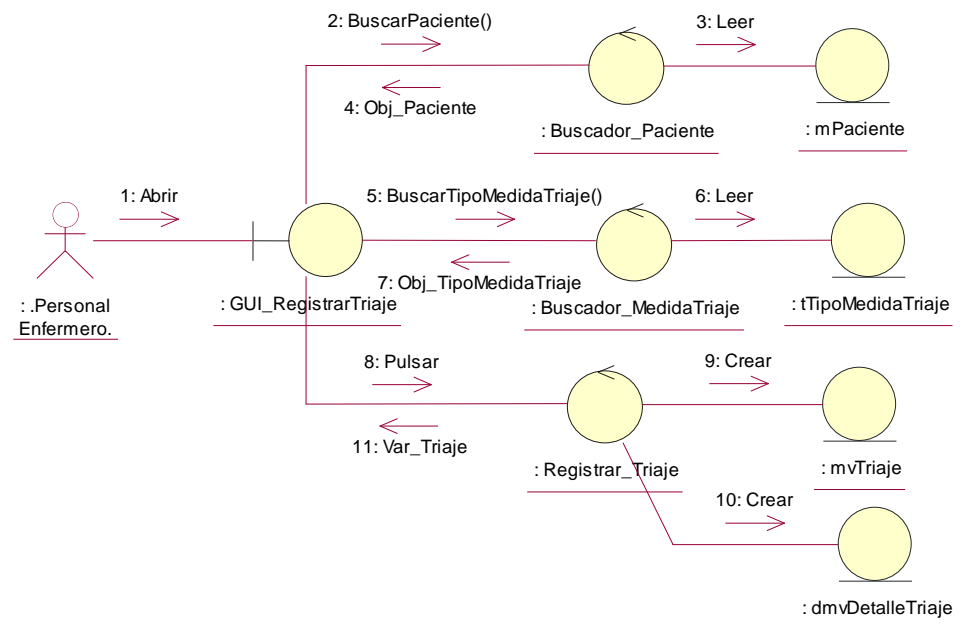 2: BuscarPaciente()
3: Leer
4: Obj_Paciente
: Buscador_Paciente
: mPaciente
1: Abrir
5: BuscarTipoMedidaTriaje()
6: Leer
7: Obj_TipoMedidaTriaje
: .Personal
Enfermero.
: GUI_RegistrarTriaje
: Buscador_MedidaTriaje
: tTipoMedidaTriaje
8: Pulsar
9: Crear
11: Var_Triaje
: Registrar_Triaje
: mvTriaje
10: Crear
: dmvDetalleTriaje